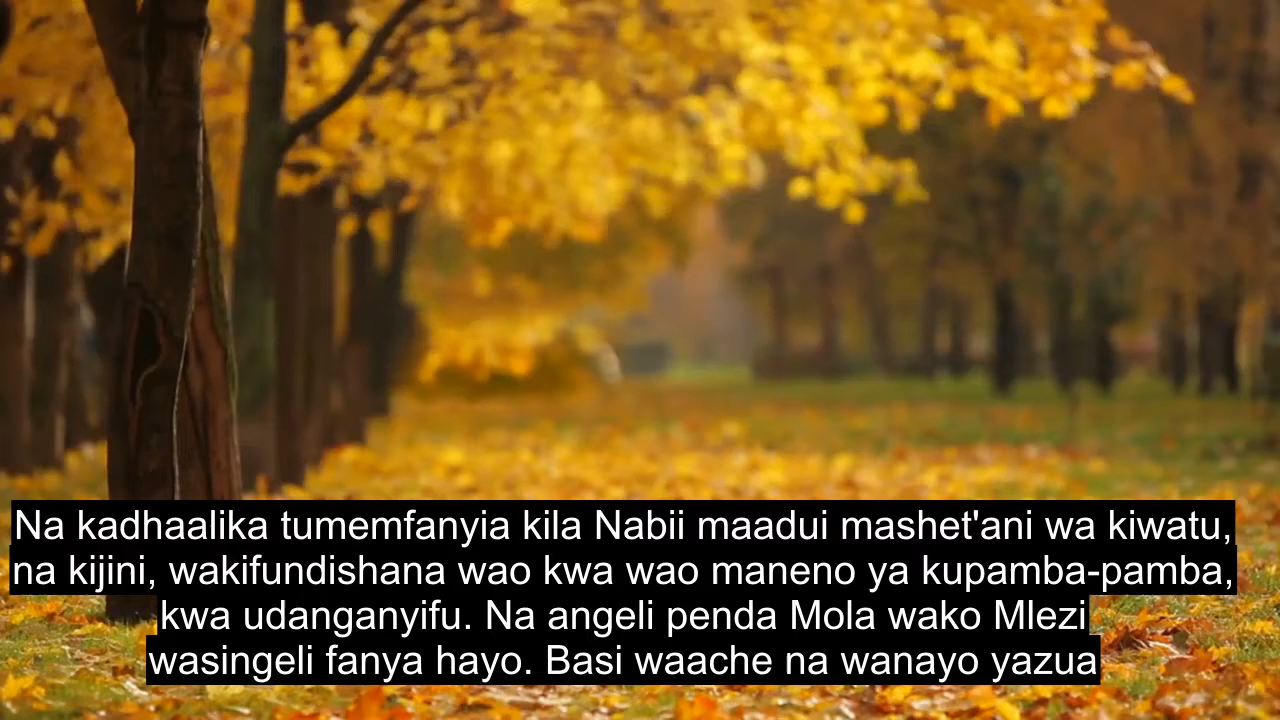 Na kadhaalika tumemfanyia kila Nabii maadui mashet'ani wa kiwatu,
na kijini, wakifundishana wao kwa wao maneno ya kupamba-pamba,
kwa udanganyifu. Na angeli penda Mola wako Mlezi
wasingeli fanya hayo. Basi waache na wanayo yazua